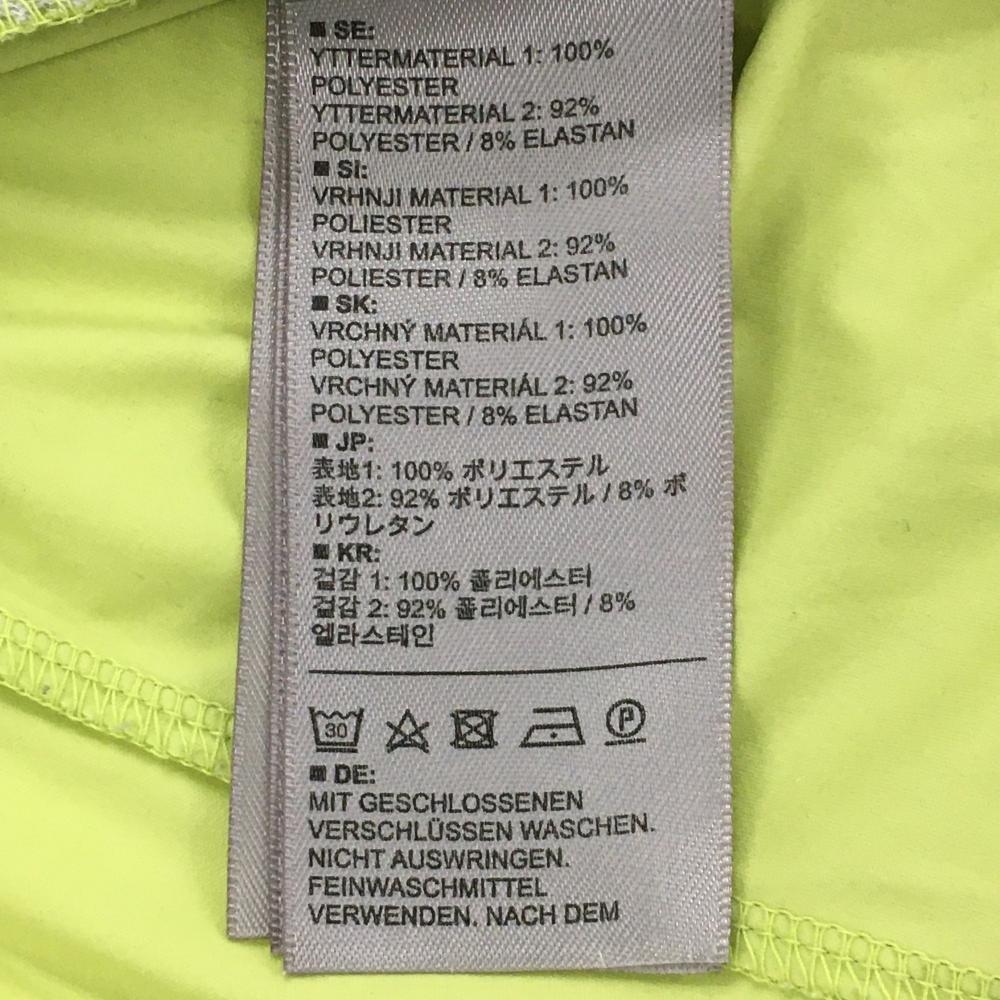 ■ SE:
YTTERMATERIAL 1: 100%
POLYESTER
YTTERMATERIAL 2: 92%
POLYESTER / 8% ELASTAN
■ SI:
VRHNJI MATERIAL 1: 100%
POLIESTER
VRHNJI MATERIAL 2: 92%
POLIESTER / 8% ELASTAN
■ SK:
VRCHNÝ MATERIÁL 1: 100%
POLYESTER
VRCHNÝ MATERIÁL 2: 92%
POLYESTER / 8% ELASTAN
■ JP:
表地1: 100% ポリエステル
表地2: 92% ポリエステル / 8% ポ
リウレタン
■ KR:
겉감 1: 100% 폴리에스터
겉감 2: 92% 폴리에스터 / 8%
엘라스테인
30 P
■ DE:
MIT GESCHLOSSENEN
VERSCHLÜSSEN WASCHEN.
NICHT AUSWRINGEN.
FEINWASCHMITTEL
VERWENDEN. NACH DEM